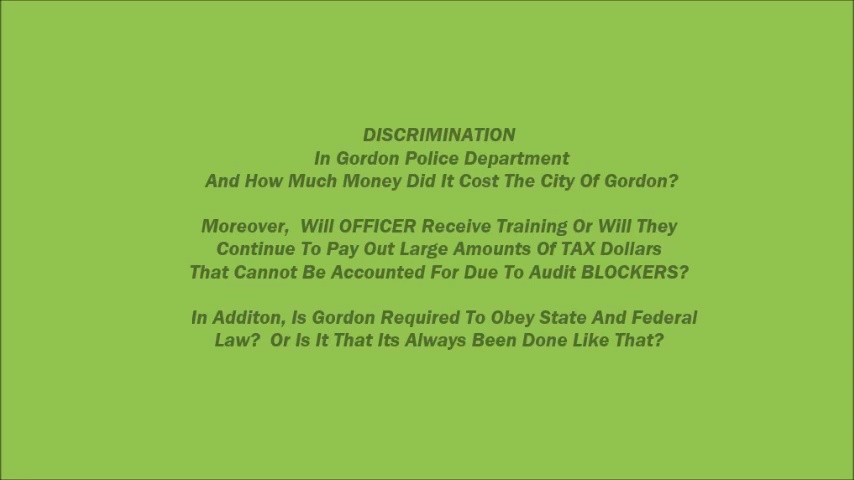 DISCRIMINATION
In Gordon Police Department
And How Much Money Did It Cost The City Of Gordon?
Moreover,  Will OFFICER Receive Training Or Will They
Continue To Pay Out Large Amounts Of TAX Dollars
That Cannot Be Accounted For Due To Audit BLOCKERS?
In Additon, Is Gordon Required To Obey State And Federal
Law?  Or Is It That Its Always Been Done Like That?